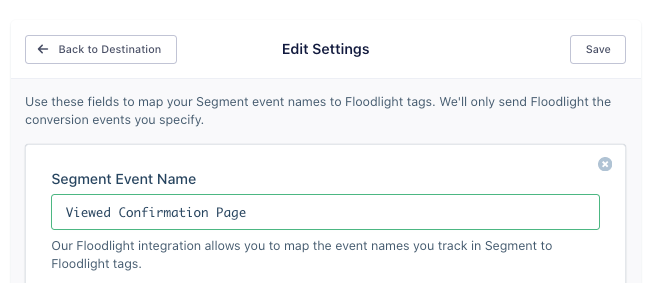 Back to Destination
Edit Settings
Save
Use these fields to map your Segment event names to Floodlight tags. We'll only send Floodlight the
conversion events you specify.
Segment Event Name
Viewed Confirmation Page
Our Floodlight integration allows you to map the event names you track in Segment to
Floodlight tags.